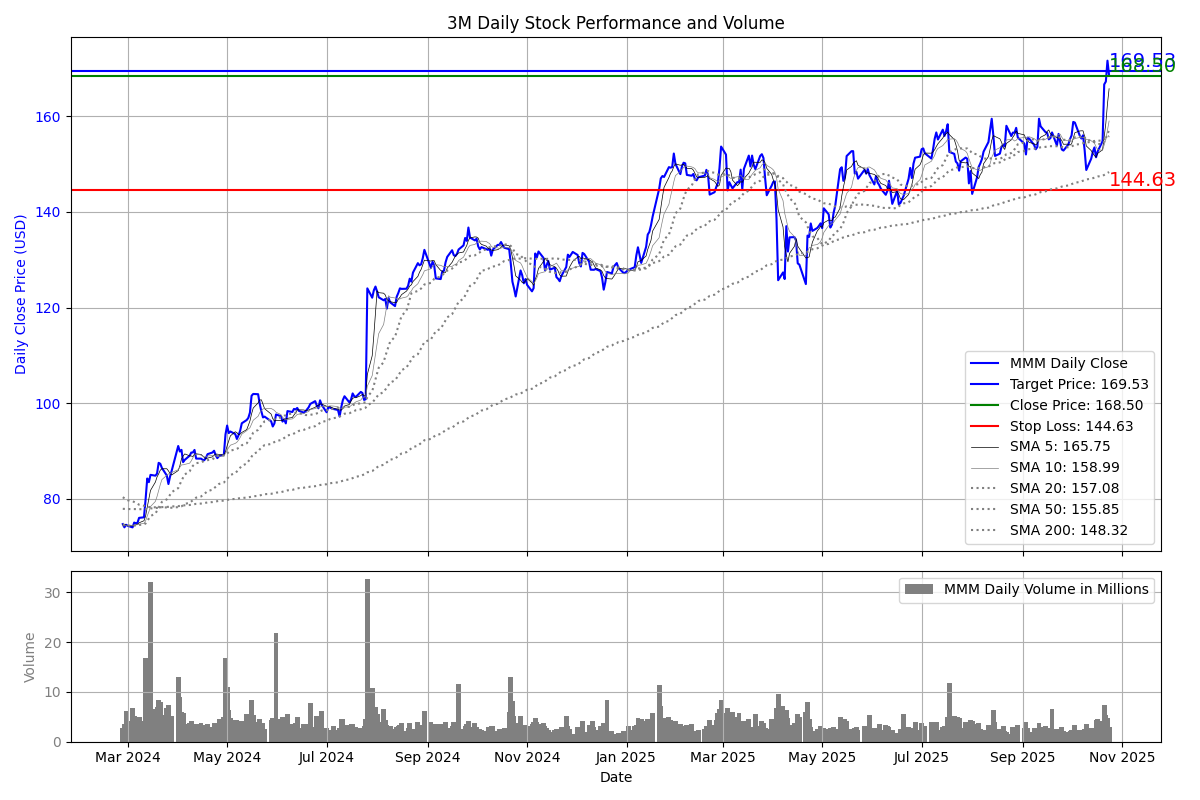 3M Daily Stock Performance and Volume
169.53
168.50
160
144.63
140
120
100
80
Daily Close Price (USD)
MMM Daily Close
Target Price: 169.53
Close Price: 168.50
Stop Loss: 144.63
SMA 5: 165.75
SMA 10: 158.99
SMA 20: 157.08
SMA 50: 155.85
SMA 200: 148.32
MMM Daily Volume in Millions
30
20
10
0
Volume
Mar 2024
May 2024
Jul 2024
Sep 2024
Nov 2024
Jan 2025
Mar 2025
May 2025
Jul 2025
Sep 2025
Nov 2025
Date